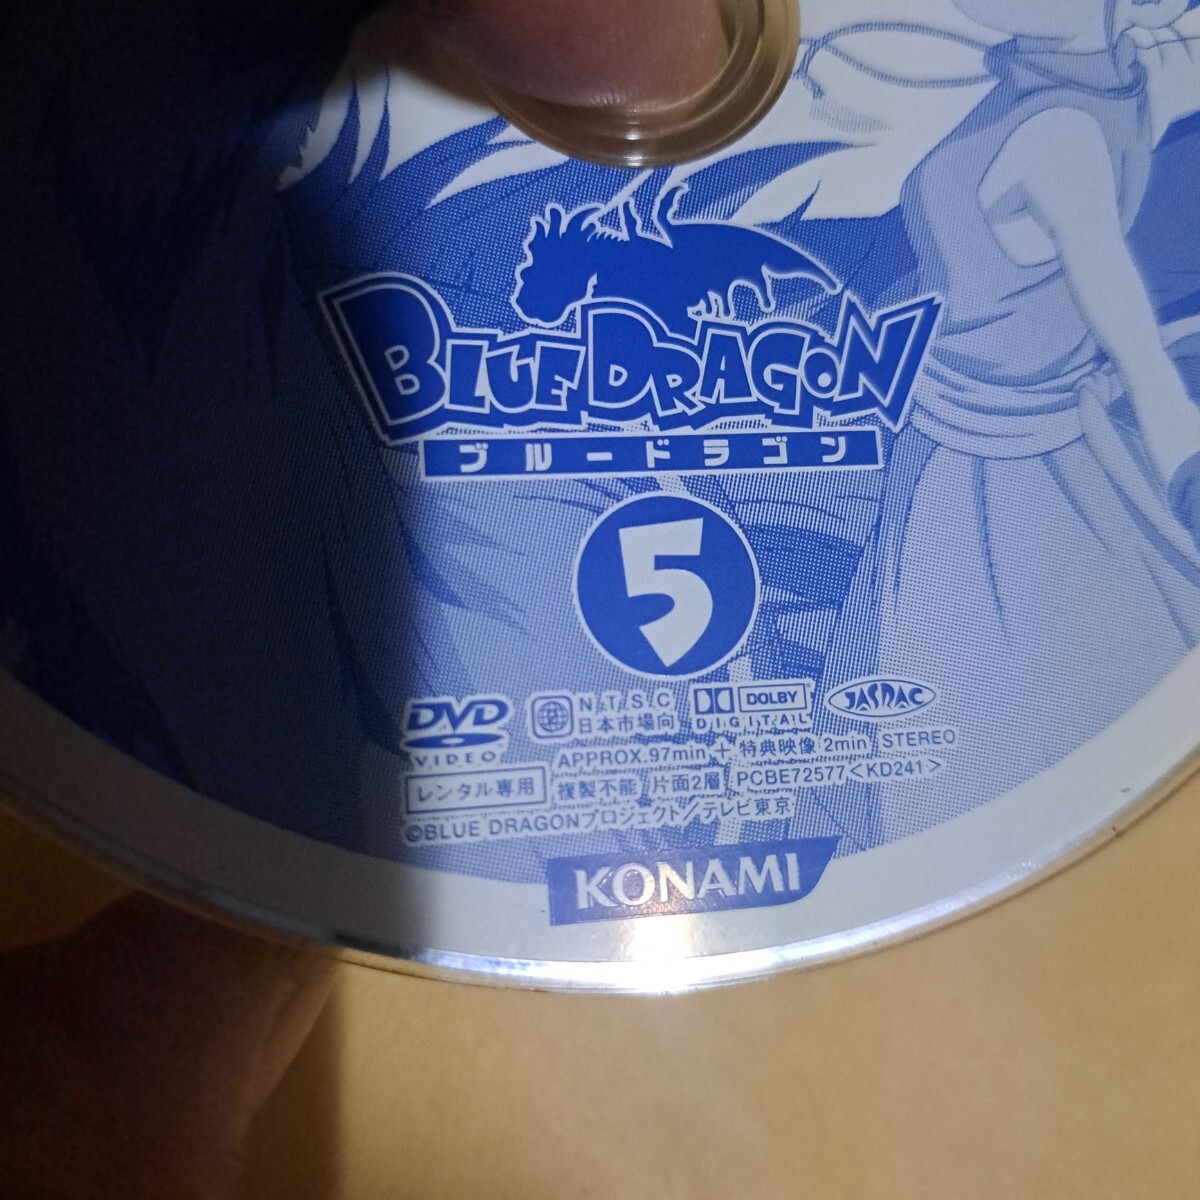 BLUE DRAGON
ブルードラゴン
5
DVD VIDEO
2 NTSC 日本市場向
DOLBY DIGITAL
JASRAC
APPROX.97min + 特典映像 2min STEREO
レンタル専用 複製不能 片面2層 PCBE72577<KD241>
©BLUE DRAGONプロジェクト/テレビ東京
KONAMI